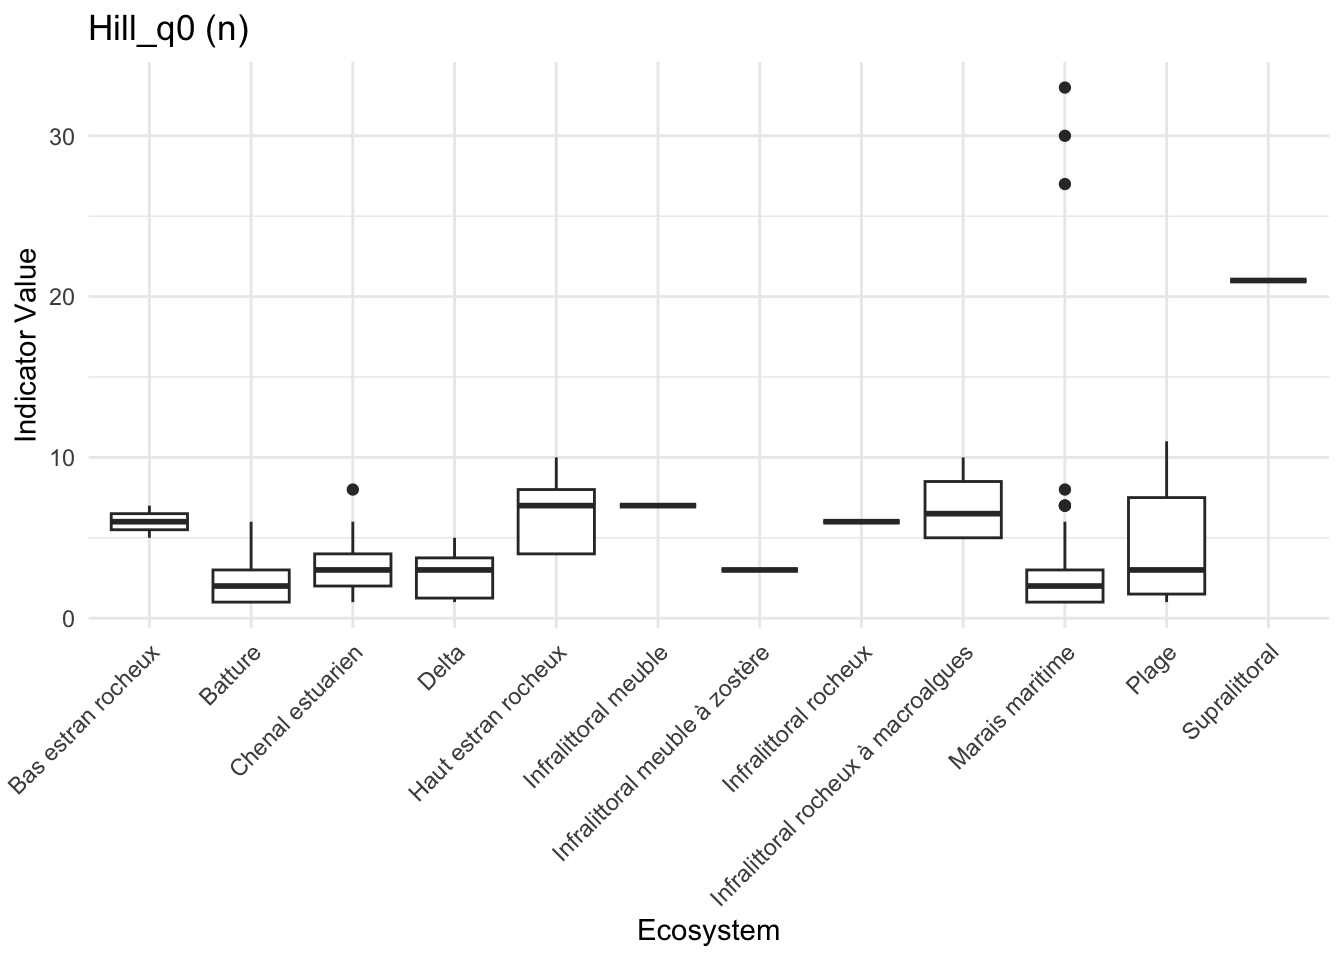 Hill_q0 (n)
Indicator Value
30
20
10
0
Bas estran rocheux
Batture
Chenal estuarien
Delta
Haut estran rocheux
Infralittoral meuble
Infralittoral meuble à zostère
Infralittoral rocheux
Infralittoral rocheux à macroalgues
Marais maritime
Plage
Supralittoral
Ecosystem